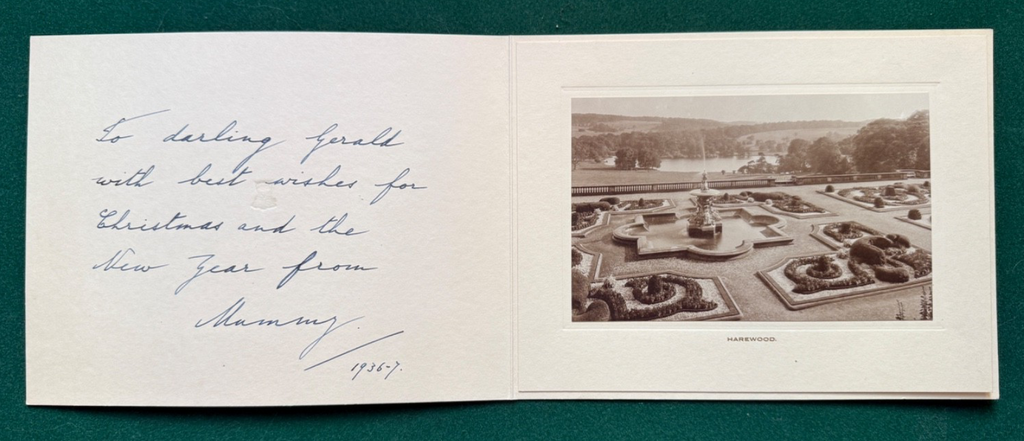 To darling Gerald
with best wishes for
Christmas and the
New Year from
Mummy.
1936-7.
HAREWOOD.